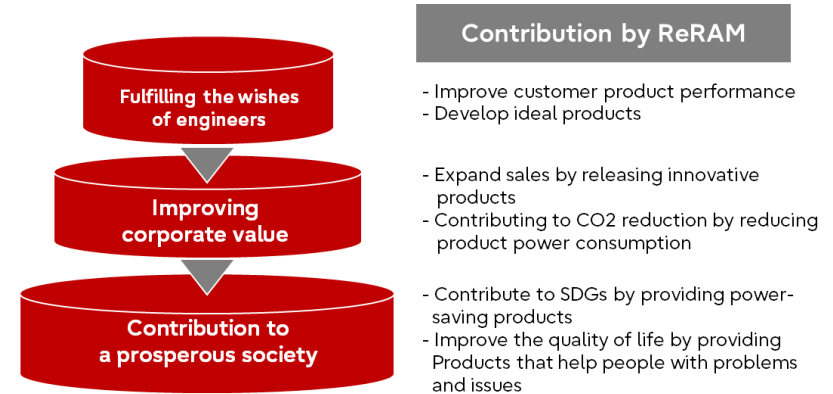 Contribution by ReRAM
Fulfilling the wishes
of engineers
- Improve customer product performance
- Develop ideal products
Improving
corporate value
- Expand sales by releasing innovative
products
- Contributing to CO2 reduction by reducing
product power consumption
Contribution to
a prosperous society
- Contribute to SDGs by providing power-
saving products
- Improve the quality of life by providing
Products that help people with problems
and issues